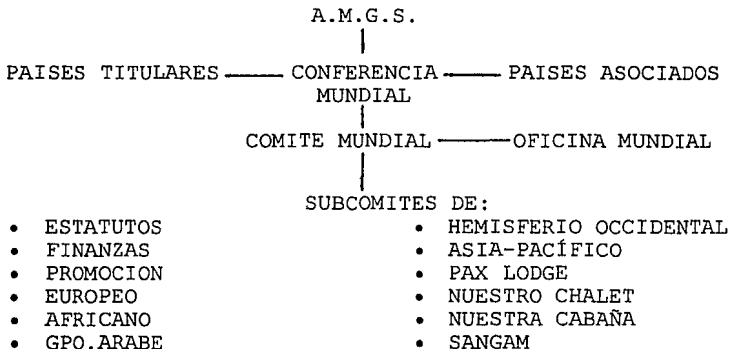 A.M.G.S.
PAISES TITULARES CONFERENCIA PAISES ASOCIADOS
MUNDIAL
COMITE MUNDIAL OFICINA MUNDIAL
SUBCOMITES DE:
• ESTATUTOS • HEMISFERIO OCCIDENTAL
• FINANZAS • ASIA-PACÍFICO
• PROMOCION • PAX LODGE
• EUROPEO • NUESTRO CHALET
• AFRICANO • NUESTRA CABAÑA
• GPO.ARABE • SANGAM